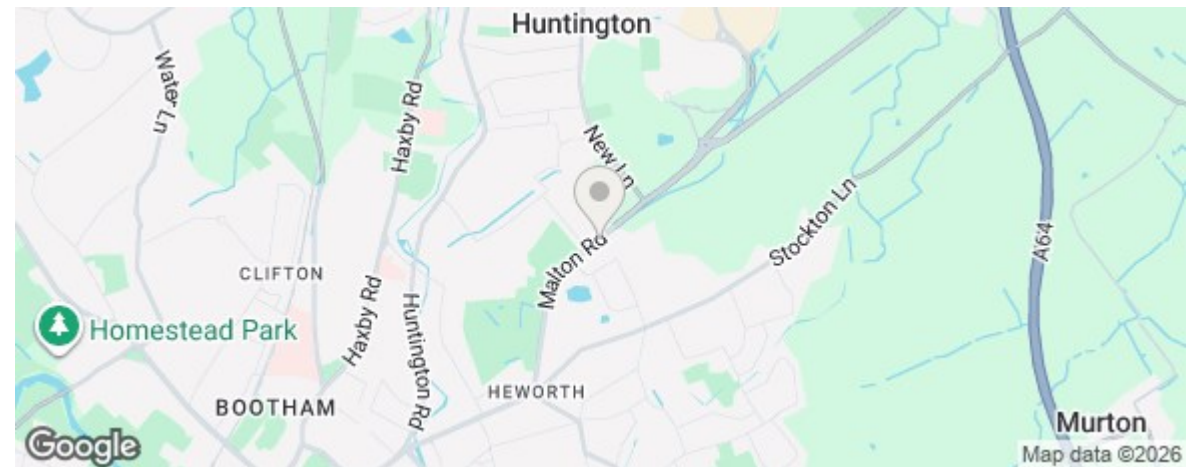 Huntington
Water Ln
Haxby Rd
New Ln
Stockton Ln
A64
Malton Rd
CLIFTON
Haxby Rd
Huntington Rd
Homestead Park
HEWORTH
BOOTHAM
Murton
Google
Map data ©2026